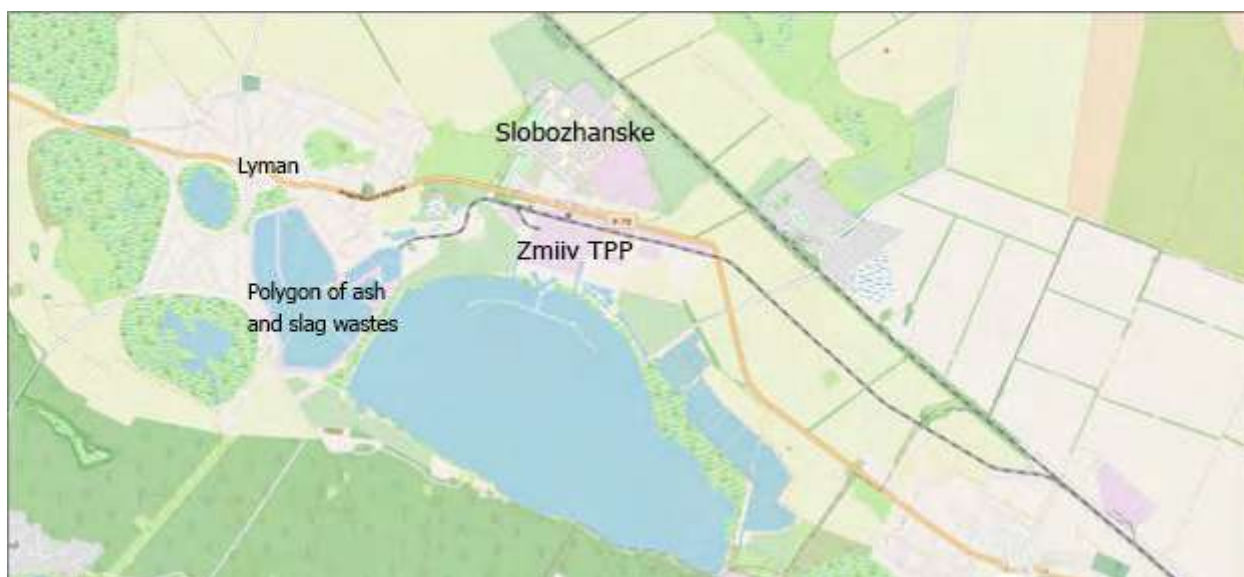 Slobozhanske
Lyman
Zmiiv TPP
Polygon of ash
and slag wastes